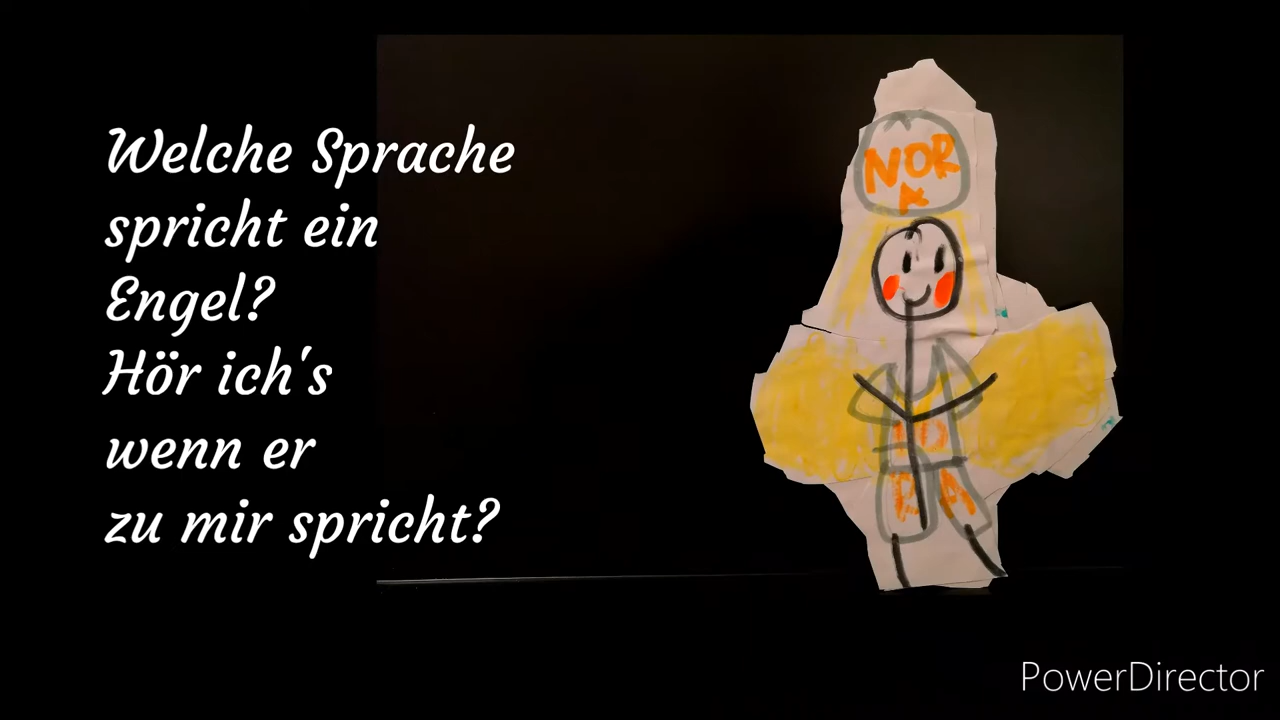 Welche Sprache
spricht ein
Engel?
Hör ich's
wenn er
zu mir spricht?
NOR
A
PowerDirector